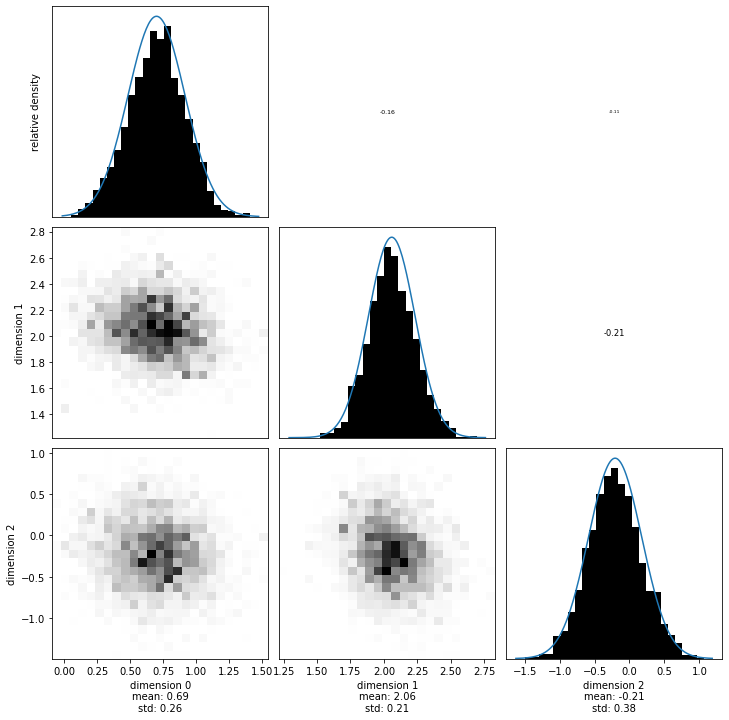 relative density
-0.16
-0.11
2.8
2.6
2.4
2.2
2.0
1.8
1.6
1.4
dimension 1
-0.21
1.0
0.5
0.0
−0.5
−1.0
dimension 2
0.00 0.25 0.50 0.75 1.00 1.25 1.50
1.25 1.50 1.75 2.00 2.25 2.50 2.75
−1.5 −1.0 −0.5 0.0 0.5 1.0
dimension 0
mean: 0.69
std: 0.26
dimension 1
mean: 2.06
std: 0.21
dimension 2
mean: -0.21
std: 0.38